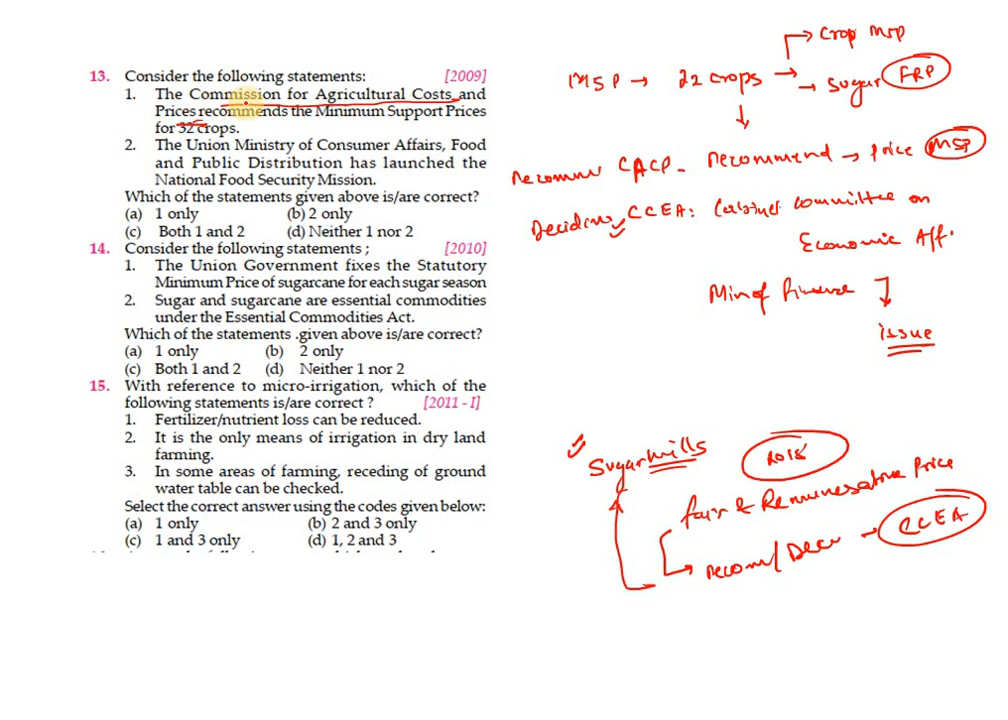 13. Consider the following statements: [2009]
1. The Commission for Agricultural Costs and
Prices recommends the Minimum Support Prices
for 32 crops.
2. The Union Ministry of Consumer Affairs, Food
and Public Distribution has launched the
National Food Security Mission.
Which of the statements given above is/are correct?
(a) 1 only (b) 2 only
(c) Both 1 and 2 (d) Neither 1 nor 2
14. Consider the following statements ; [2010]
1. The Union Government fixes the Statutory
Minimum Price of sugarcane for each sugar season
2. Sugar and sugarcane are essential commodities
under the Essential Commodities Act.
Which of the statements .given above is/are correct?
(a) 1 only (b) 2 only
(c) Both 1 and 2 (d) Neither 1 nor 2
15. With reference to micro-irrigation, which of the
following statements is/are correct ? [2011 - I]
1. Fertilizer/nutrient loss can be reduced.
2. It is the only means of irrigation in dry land
farming.
3. In some areas of farming, receding of ground
water table can be checked.
Select the correct answer using the codes given below:
(a) 1 only (b) 2 and 3 only
(c) 1 and 3 only (d) 1, 2 and 3
Crop MSP
MSP → 22 crops → → Sugar FRP
CACP - Recommend → Price MSP
CCEA: Cabinet committee on
Economic Aff.
Min of Finance
issue
Sugar mills 2018
fair & Remunerative Price
recom/ CCEA